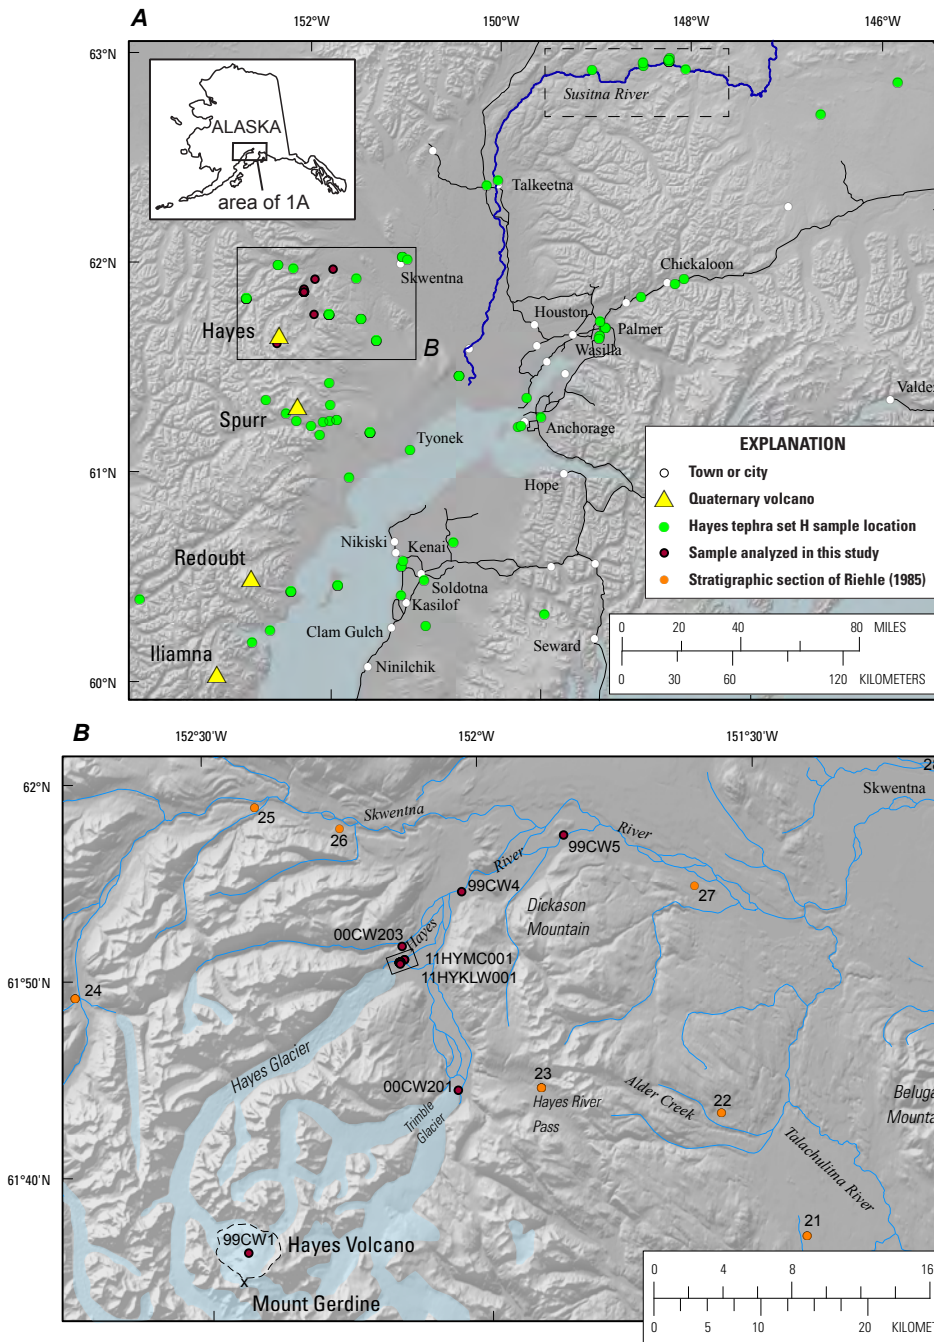 A
152°W
150°W
148°W
146°W
63°N
Susitna River
ALASKA
area of 1A
Talkeetna
62°N
Skwentna
Chickaloon
Houston
Hayes
Palmer
B
Wasilla
Valdez
Spurr
Tyonek
Anchorage
61°N
Hope
EXPLANATION
Town or city
Quaternary volcano
Hayes tephra set H sample location
Sample analyzed in this study
Stratigraphic section of Riehle (1985)
Nikiski
Kenai
Redoubt
Soldotna
Kasilof
Clam Gulch
Seward
Iliamna
Ninilchik
60°N
0 20 40 80 MILES
0 30 60 120 KILOMETERS
B
152°30'W
152°W
151°30'W
62°N
28
Skwentna
25
Skwentna
26
River
99CW5
River
99CW4
27
Dickason
Mountain
00CW203
Hayes
11HYMC001
11HYKLW001
61°50'N
24
Hayes Glacier
23
00CW201
Alder Creek
22
Trimble
Glacier
Hayes River
Pass
61°40'N
Talachulitna River
21
99CW1
Hayes Volcano
x
Mount Gerdine
0 4 8 16
0 5 10 20